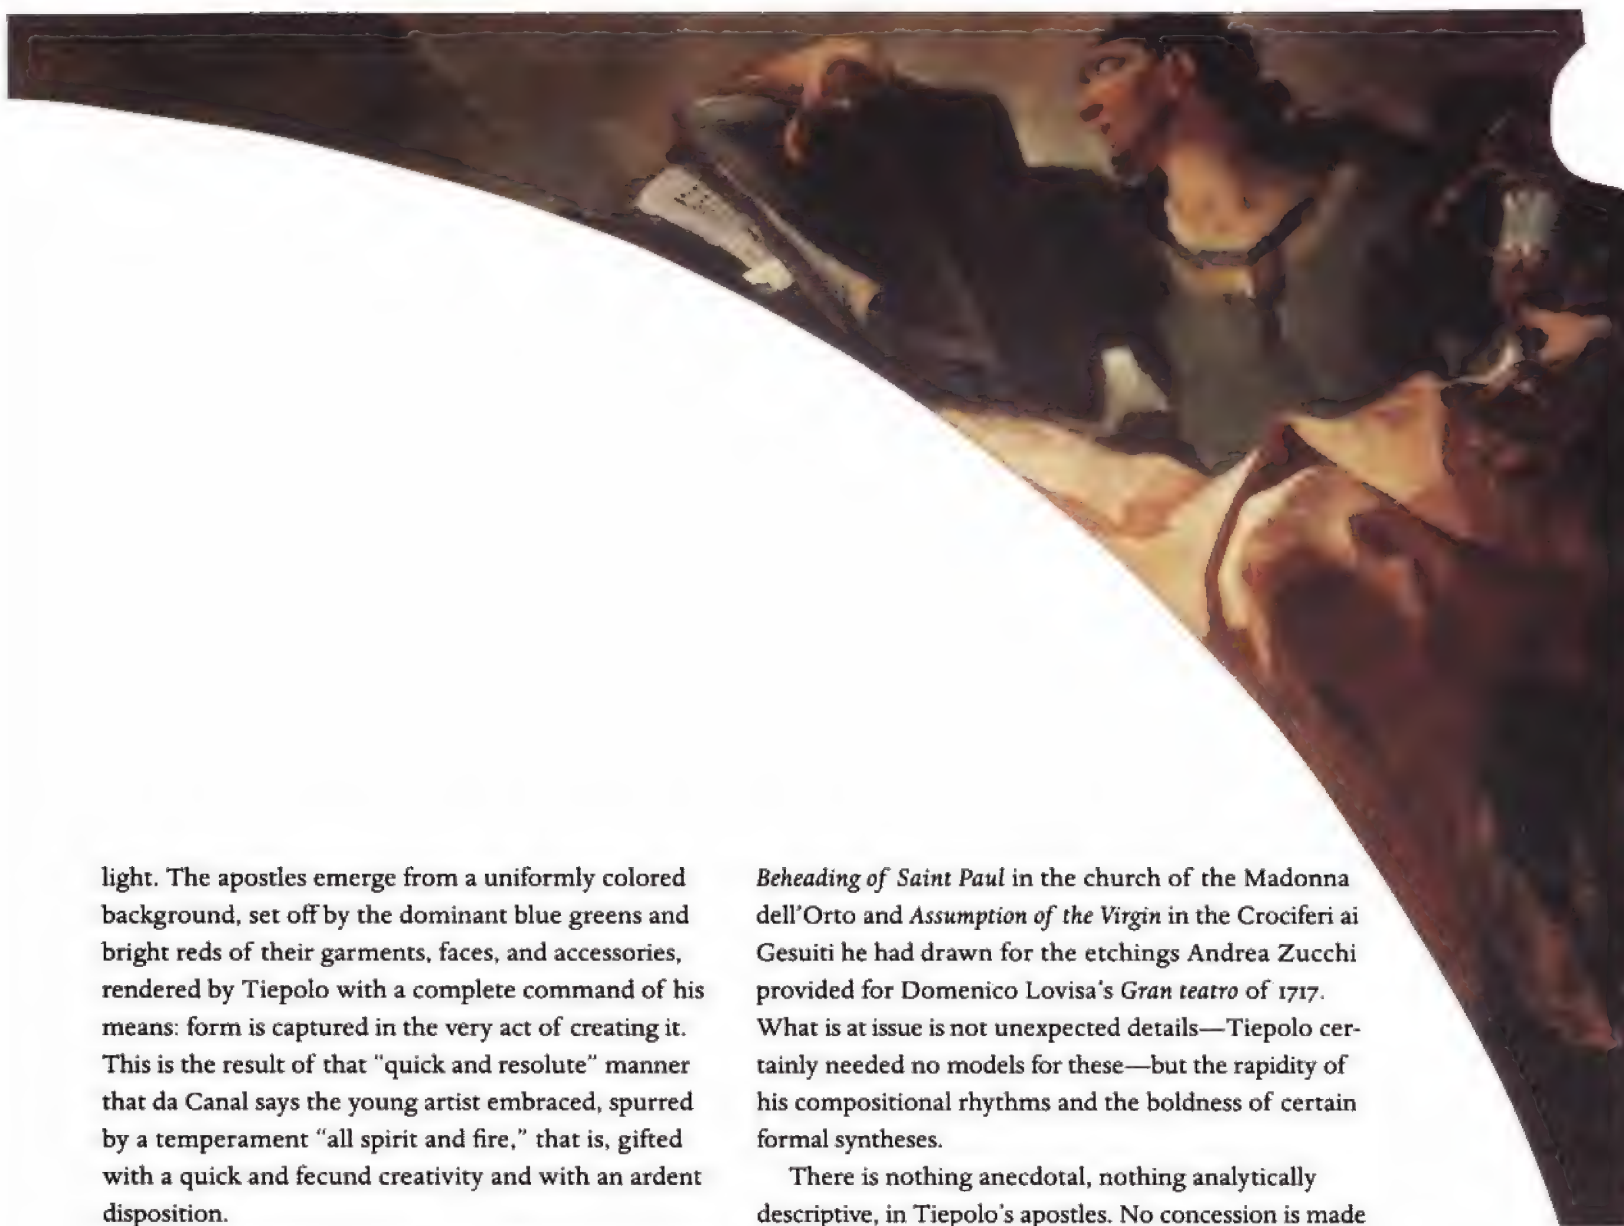 light. The apostles emerge from a uniformly colored
background, set off by the dominant blue greens and
bright reds of their garments, faces, and accessories,
rendered by Tiepolo with a complete command of his
means: form is captured in the very act of creating it.
This is the result of that "quick and resolute" manner
that da Canal says the young artist embraced, spurred
by a temperament "all spirit and fire," that is, gifted
with a quick and fecund creativity and with an ardent
disposition.
Beheading of Saint Paul in the church of the Madonna
dell'Orto and Assumption of the Virgin in the Crociferi ai
Gesuiti he had drawn for the etchings Andrea Zucchi
provided for Domenico Lovisa's Gran teatro of 1717.
What is at issue is not unexpected details—Tiepolo cer-
tainly needed no models for these—but the rapidity of
his compositional rhythms and the boldness of certain
formal syntheses.
There is nothing anecdotal, nothing analytically
descriptive, in Tiepolo's apostles. No concession is made